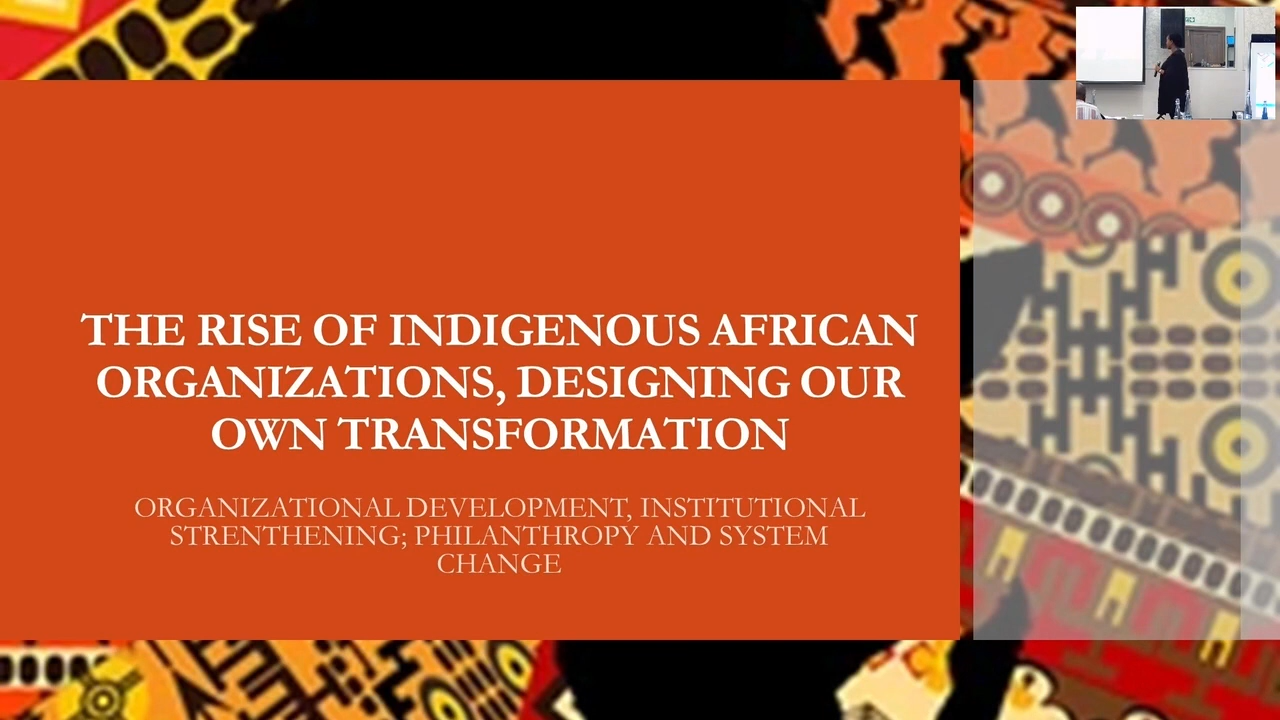 THE RISE OF INDIGENOUS AFRICAN
ORGANIZATIONS, DESIGNING OUR
OWN TRANSFORMATION
ORGANIZATIONAL DEVELOPMENT, INSTITUTIONAL
STRENTHENING; PHILANTHROPY AND SYSTEM
CHANGE